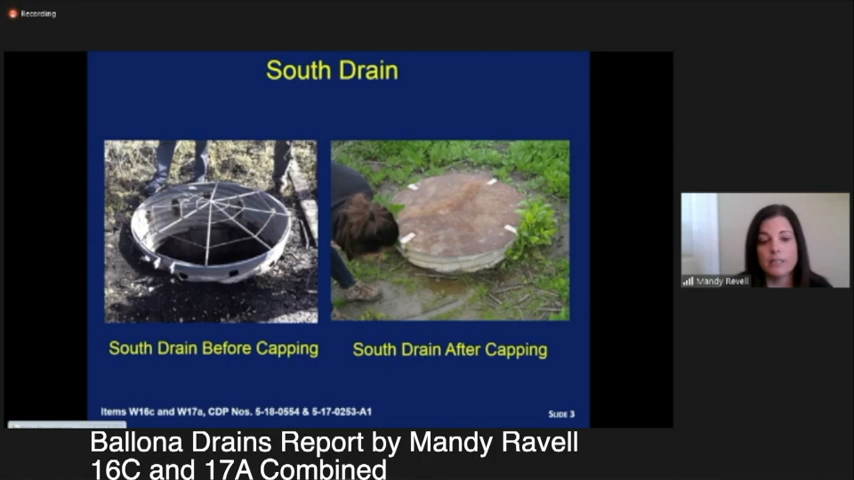 Recording
South Drain
South Drain Before Capping
South Drain After Capping
Items W16c and W17a, CDP Nos. 5-18-0554 & 5-17-0253-A1
SLIDE 3
Mandy Revell
Ballona Drains Report by Mandy Ravell
16C and 17A Combined